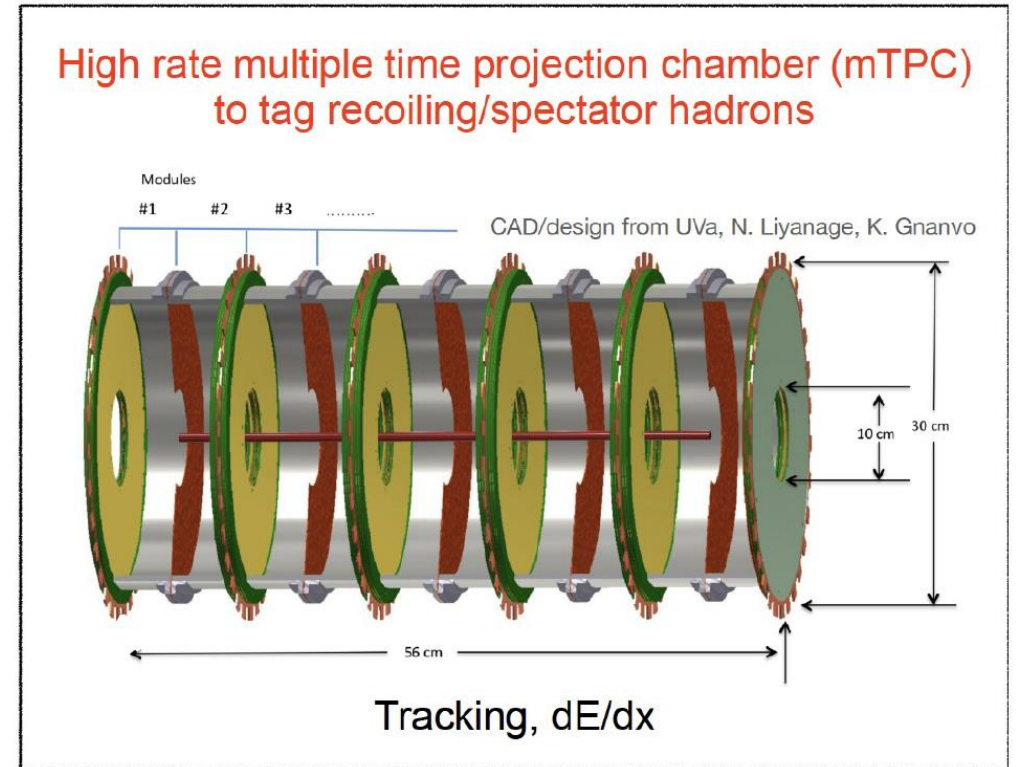 High rate multiple time projection chamber (mTPC)
to tag recoiling/spectator hadrons
Modules
#1 #2 #3 ..........
CAD/design from UVa, N. Liyanage, K. Gnanvo
10 cm
30 cm
56 cm
Tracking, dE/dx